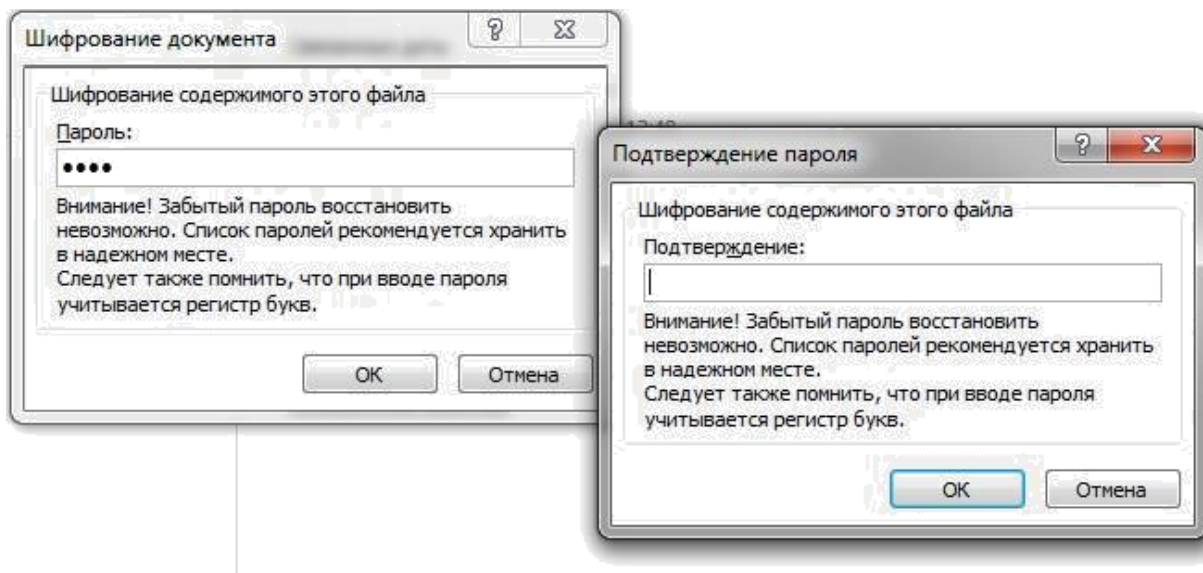 Шифрование документа
Шифрование содержимого этого файла
Пароль:
••••
Внимание! Забытый пароль восстановить
невозможно. Список паролей рекомендуется хранить
в надежном месте.
Следует также помнить, что при вводе пароля
учитывается регистр букв.
ОК
Отмена
Подтверждение пароля
Шифрование содержимого этого файла
Подтверждение:
Внимание! Забытый пароль восстановить
невозможно. Список паролей рекомендуется хранить
в надежном месте.
Следует также помнить, что при вводе пароля
учитывается регистр букв.
ОК
Отмена